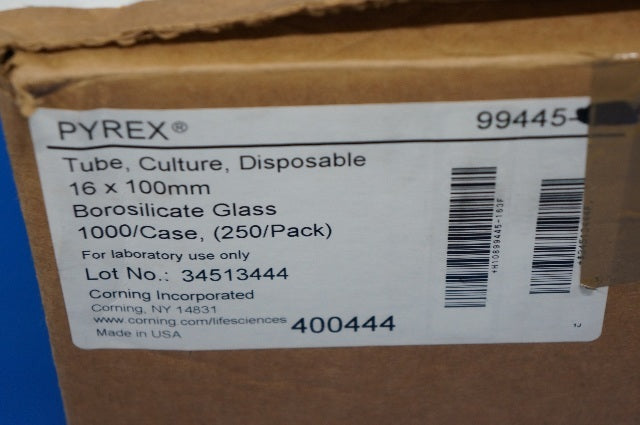 PYREX® 99445-
Tube, Culture, Disposable
16 x 100mm
Borosilicate Glass
1000/Case, (250/Pack)
For laboratory use only
Lot No.: 34513444
Corning Incorporated
Corning, NY 14831
www.corning.com/lifesciences 400444
Made in USA